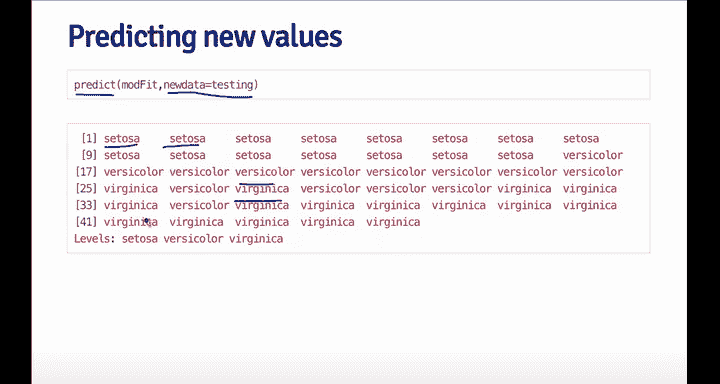 Predicting new values
predict(modFit,newdata=testing)
[1] setosa setosa setosa setosa setosa setosa setosa setosa
[9] setosa setosa setosa setosa setosa setosa setosa versicolor
[17] versicolor versicolor versicolor versicolor versicolor versicolor versicolor versicolor
[25] virginica versicolor virginica versicolor versicolor versicolor virginica virginica
[33] virginica versicolor virginica virginica virginica virginica virginica virginica
[41] virginica virginica virginica virginica virginica
Levels: setosa versicolor virginica